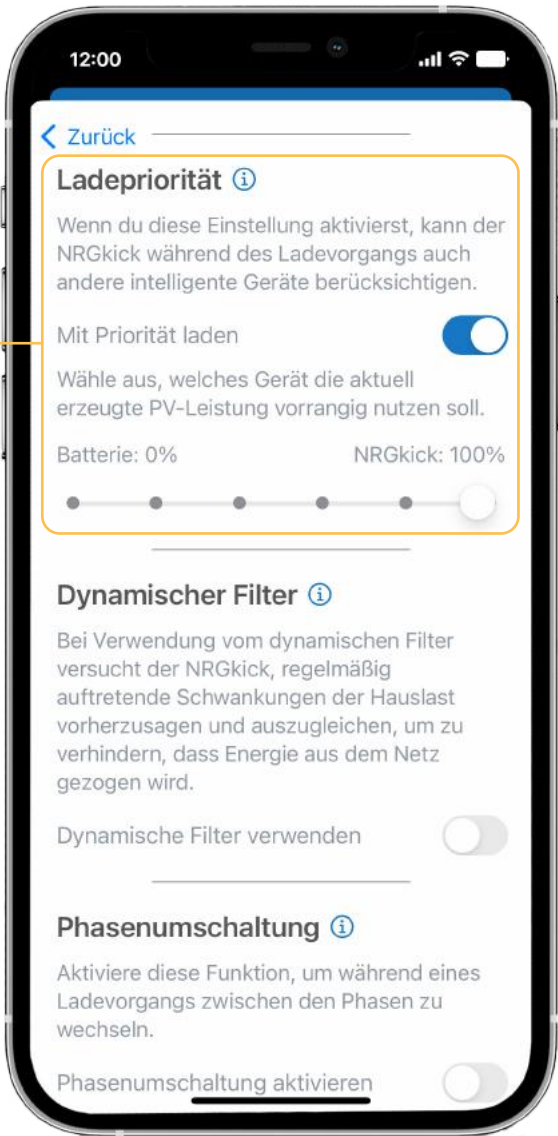 12:00
Zurück
Ladepriorität
Wenn du diese Einstellung aktivierst, kann der
NRGkick während des Ladevorgangs auch
andere intelligente Geräte berücksichtigen.
Mit Priorität laden
Wähle aus, welches Gerät die aktuell
erzeugte PV-Leistung vorrangig nutzen soll.
Batterie: 0% NRGkick: 100%
Dynamischer Filter
Bei Verwendung vom dynamischen Filter
versucht der NRGkick, regelmäßig
auftretende Schwankungen der Hauslast
vorherzusagen und auszugleichen, um zu
verhindern, dass Energie aus dem Netz
gezogen wird.
Dynamische Filter verwenden
Phasenumschaltung
Aktiviere diese Funktion, um während eines
Ladevorgangs zwischen den Phasen zu
wechseln.
Phasenumschaltung aktivieren